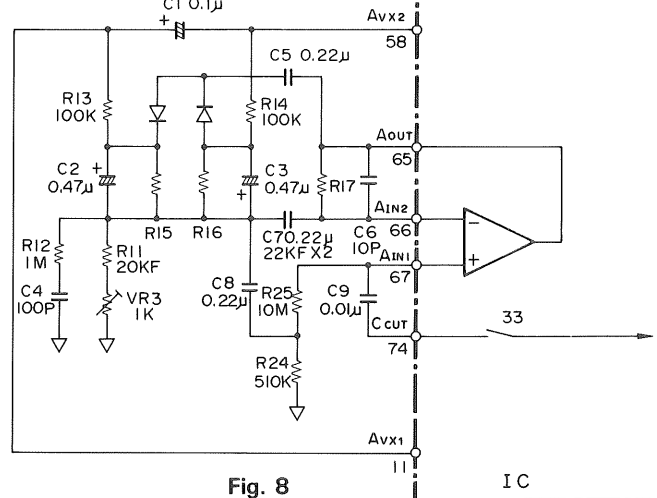 C1 0.1μ
AVX2
58
C5 0.22μ
R13
100K
R14
100K
AOUT
65
C2
0.47μ
C3
0.47μ
R17
R15
R16
C7 0.22μ
22KFX2
C6
10P
AIN2
66
AIN1
67
R12
1M
R11
20KF
C4
100P
VR3
1K
C8
0.22μ
R25
10M
C9
0.01μ
CCUT
74
33
R24
510K
AVX1
11
Fig. 8
IC
+
+
+
−
+